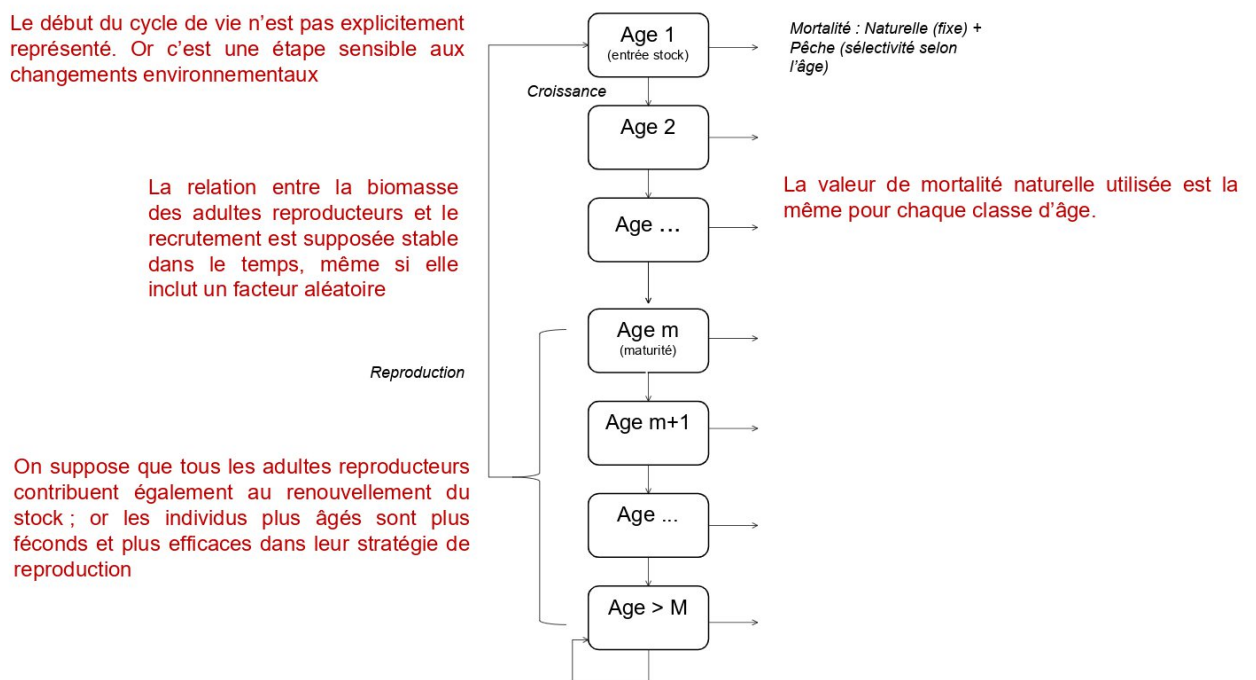 Le début du cycle de vie n’est pas explicitement
représenté. Or c’est une étape sensible aux
changements environnementaux
Age 1
(entrée stock)
Mortalité : Naturelle (fixe) +
Pêche (sélectivité selon
l’âge)
Croissance
Age 2
La relation entre la biomasse
des adultes reproducteurs et le
recrutement est supposée stable
dans le temps, même si elle
inclut un facteur aléatoire
Age ...
La valeur de mortalité naturelle utilisée est la
même pour chaque classe d’âge.
Age m
(maturité)
Reproduction
Age m+1
On suppose que tous les adultes reproducteurs
contribuent également au renouvellement du
stock ; or les individus plus âgés sont plus
féconds et plus efficaces dans leur stratégie de
reproduction
Age ...
Age > M